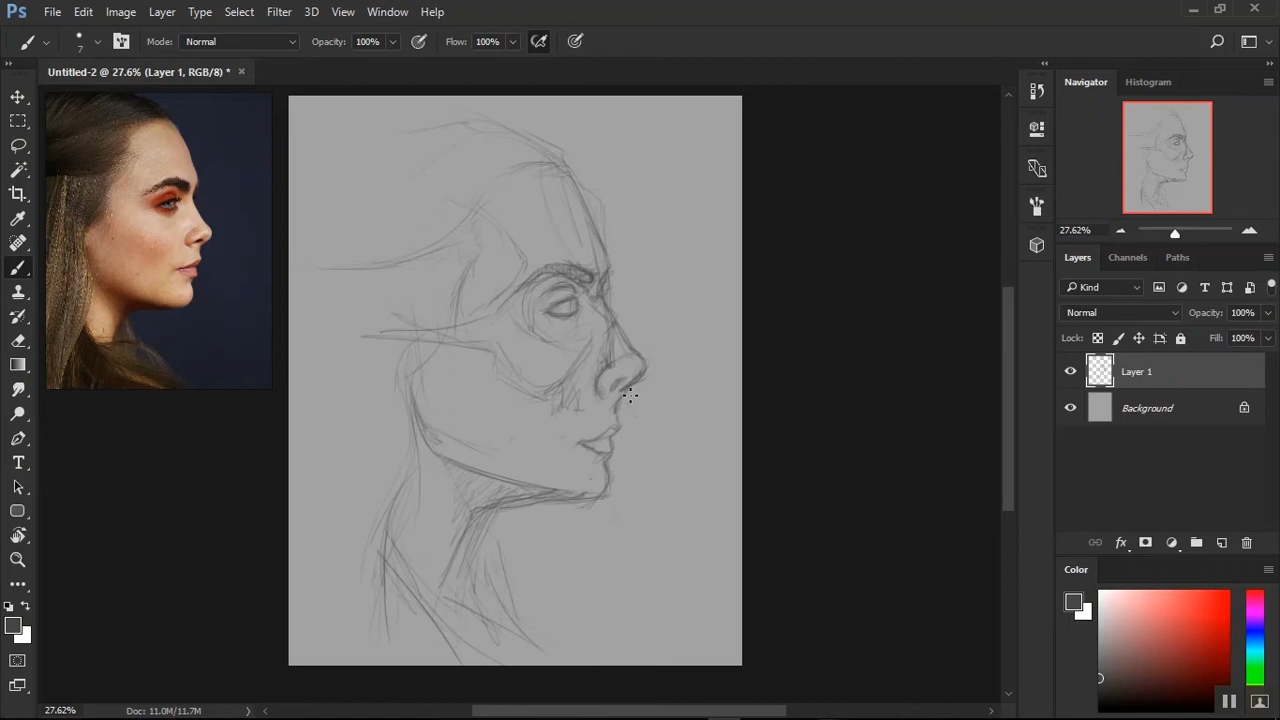 Ps File Edit Image Layer Type Select Filter 3D View Window Help
7 Mode: Normal Opacity: 100% Flow: 100%
Untitled-2 @ 27.6% (Layer 1, RGB/8) *
Navigator Histogram
27.62%
Layers Channels Paths
Kind
Normal Opacity: 100%
Lock: Fill: 100%
Layer 1
Background
fx
Color
27.62% Doc: 11.0M/11.7M